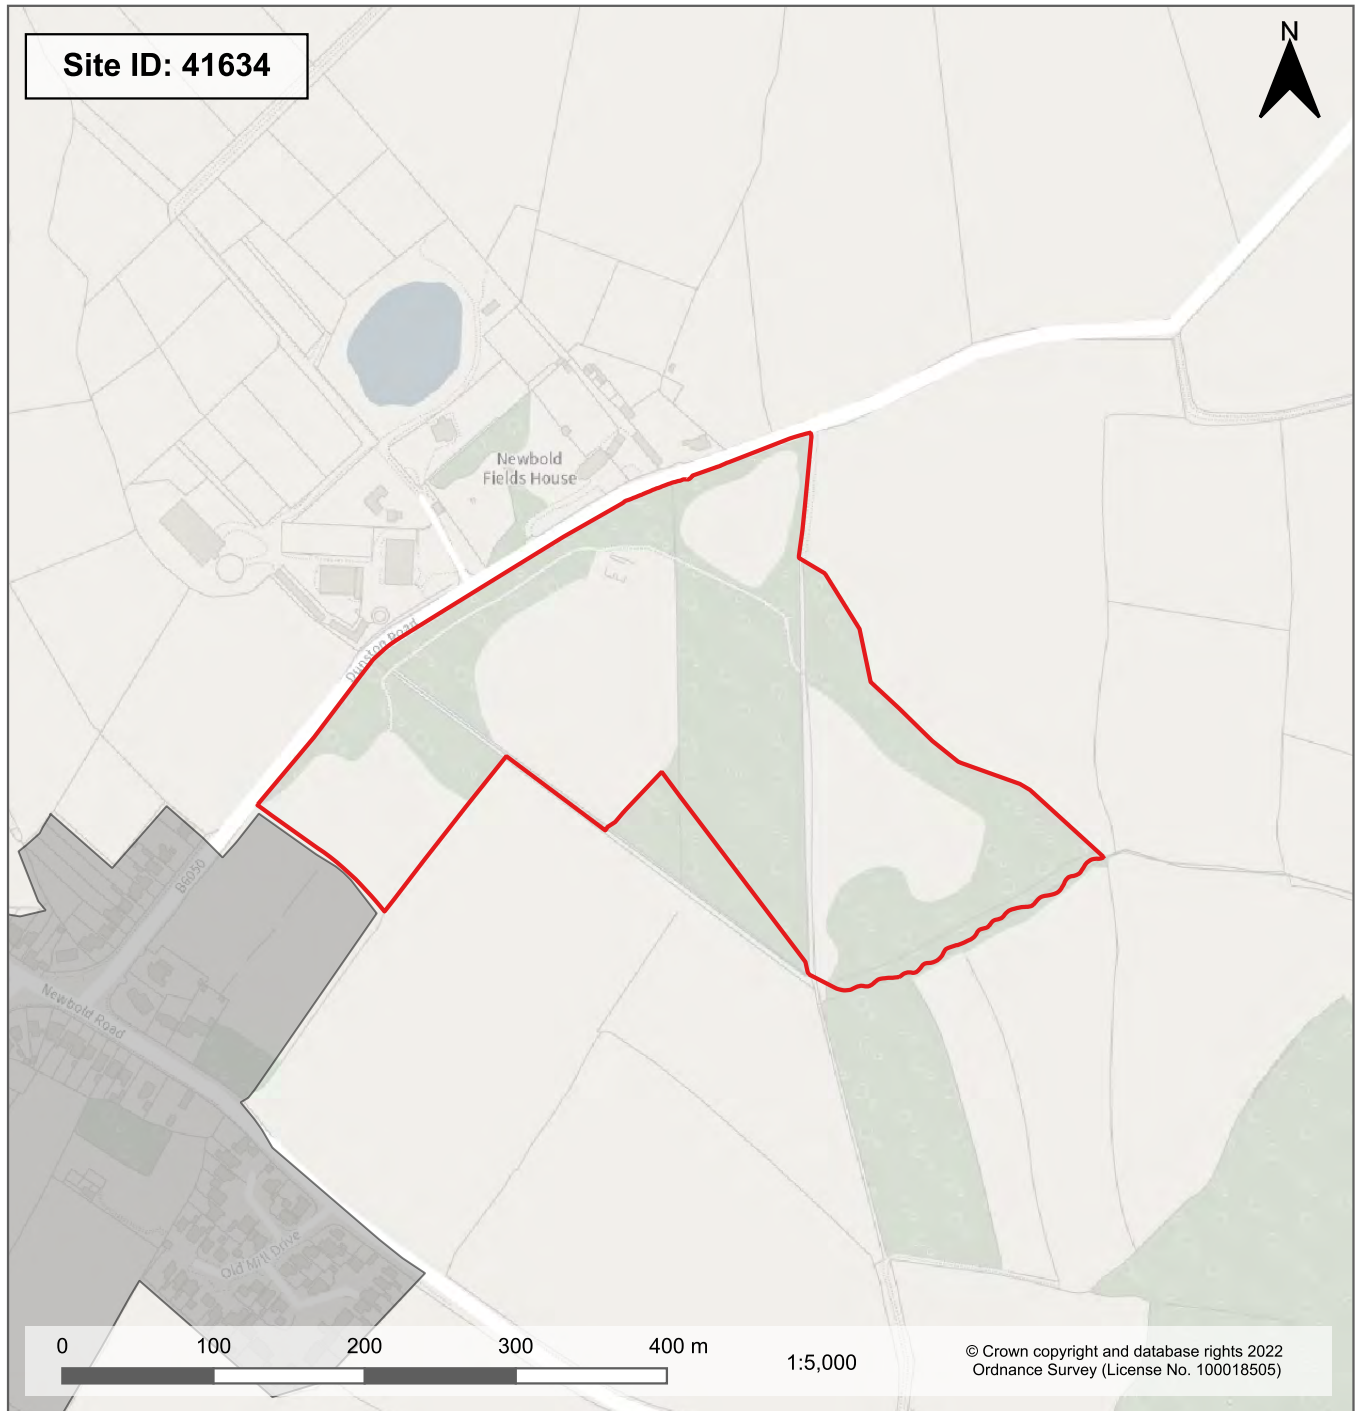 Site ID: 41634
N
Newbold
Fields House
Dunston Road
B6050
Newbold Road
Old Mill Drive
0 100 200 300 400 m
1:5,000
© Crown copyright and database rights 2022
Ordnance Survey (License No. 100018505)